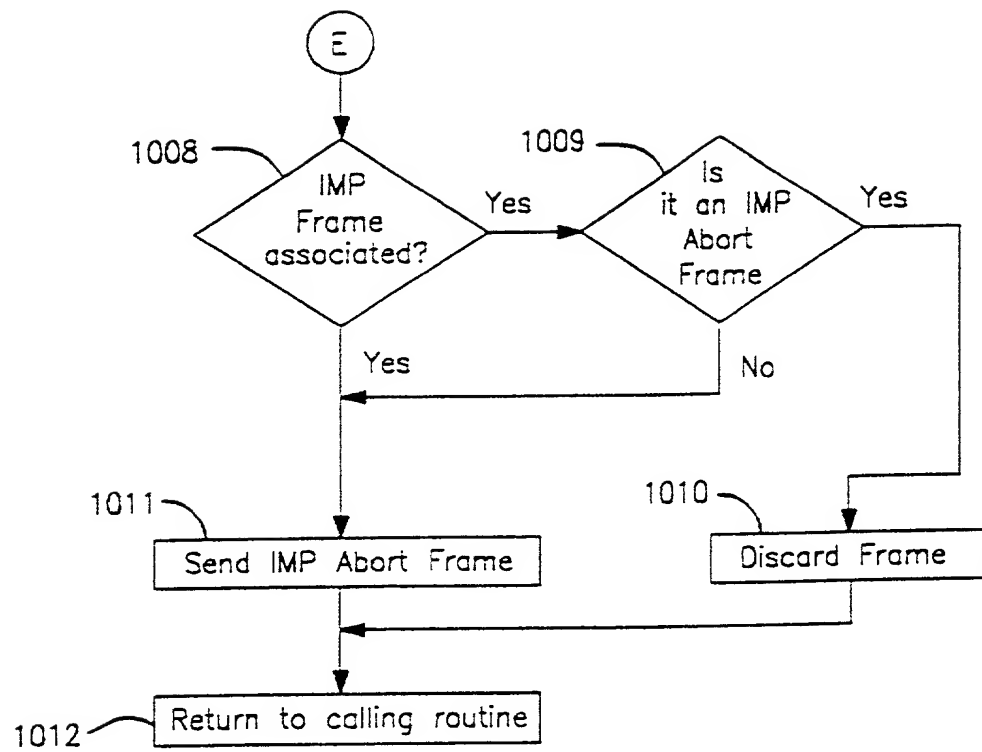 E
1008
IMP
Frame
associated?
Yes
1009
Is
it an IMP
Abort
Frame
Yes
Yes
No
1011
Send IMP Abort Frame
1010
Discard Frame
1012
Return to calling routine